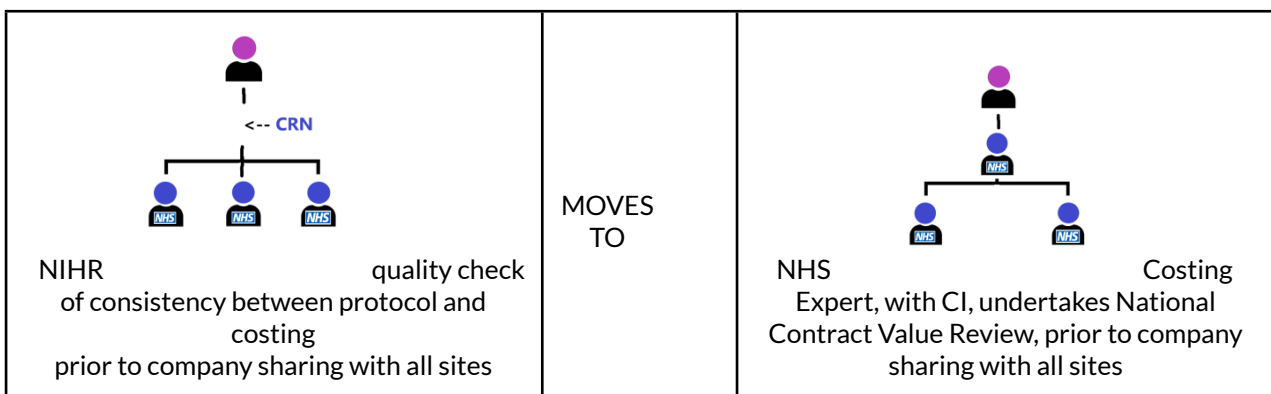 <-- CRN
NHS NHS NHS
NIHR quality check
of consistency between protocol and
costing
prior to company sharing with all sites
MOVES
TO
NHS
NHS NHS
NHS Costing
Expert, with CI, undertakes National
Contract Value Review, prior to company
sharing with all sites